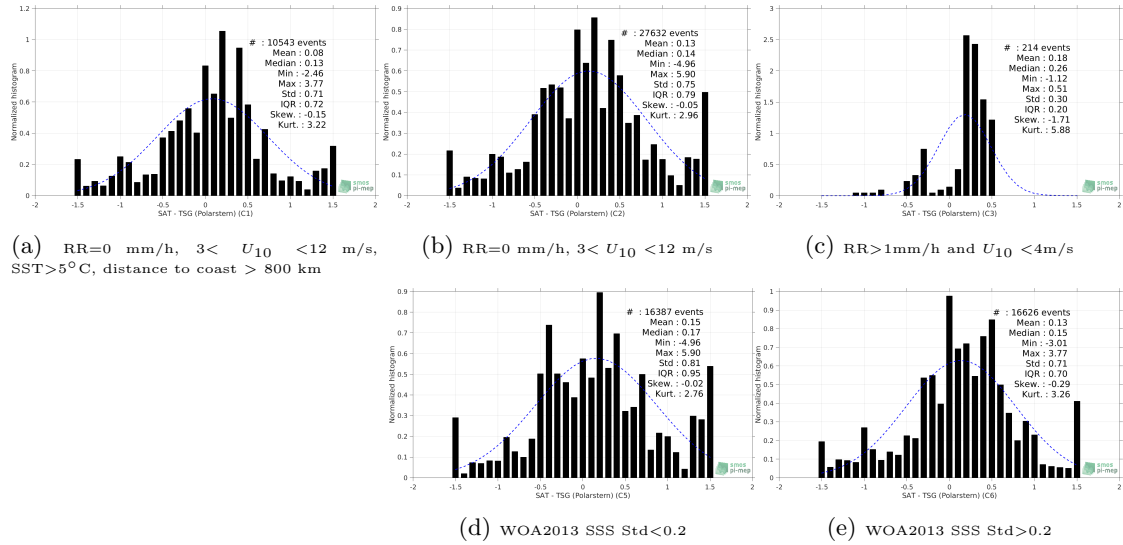 3
2.5
2
1.5
1
0.5
0
-2
-1.5
-1
-0.5
0
0.5
1
1.5
2
1.2
1
0.8
0.6
0.4
0.2
0
Normalized histogram
# : 10543 events
Mean : 0.08
Median : 0.13
Min : -2.46
Max : 3.77
Std : 0.71
IQR : 0.72
Skew. : -0.15
Kurt. : 3.22
smos
pi-mep
SAT - TSG (Polarstern) (C1)
(a) RR=0 mm/h, 3< U10 <12 m/s,
SST>5°C, distance to coast > 800 km
0.9
0.8
0.7
0.6
0.5
0.4
0.3
0.2
0.1
0
Normalized histogram
# : 27632 events
Mean : 0.13
Median : 0.14
Min : -4.96
Max : 5.90
Std : 0.75
IQR : 0.79
Skew. : -0.05
Kurt. : 2.96
smos
pi-mep
-2
-1.5
-1
-0.5
0
0.5
1
1.5
2
SAT - TSG (Polarstern) (C2)
(b) RR=0 mm/h, 3< U10 <12 m/s
Normalized histogram
# : 214 events
Mean : 0.18
Median : 0.26
Min : -1.12
Max : 0.51
Std : 0.30
IQR : 0.20
Skew. : -1.71
Kurt. : 5.88
smos
pi-mep
-2
-1.5
-1
-0.5
0
0.5
1
1.5
2
SAT - TSG (Polarstern) (C3)
(c) RR>1mm/h and U10 <4m/s
0.9
0.8
0.7
0.6
0.5
0.4
0.3
0.2
0.1
0
Normalized histogram
# : 16387 events
Mean : 0.15
Median : 0.17
Min : -4.96
Max : 5.90
Std : 0.81
IQR : 0.95
Skew. : -0.02
Kurt. : 2.76
smos
pi-mep
-2
-1.5
-1
-0.5
0
0.5
1
1.5
2
SAT - TSG (Polarstern) (C5)
(d) WOA2013 SSS Std<0.2
1
0.9
0.8
0.7
0.6
0.5
0.4
0.3
0.2
0.1
0
Normalized histogram
# : 16626 events
Mean : 0.13
Median : 0.15
Min : -3.01
Max : 3.77
Std : 0.71
IQR : 0.70
Skew. : -0.29
Kurt. : 3.26
smos
pi-mep
-2
-1.5
-1
-0.5
0
0.5
1
1.5
2
SAT - TSG (Polarstern) (C6)
(e) WOA2013 SSS Std>0.2